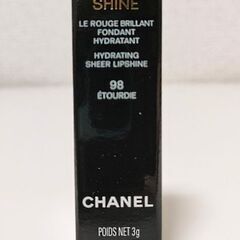 SHINE
LE ROUGE BRILLANT
FONDANT
HYDRATANT
HYDRATING
SHEER LIPSHINE
98
ÉTOURDIE
CHANEL
POIDS NET 3g